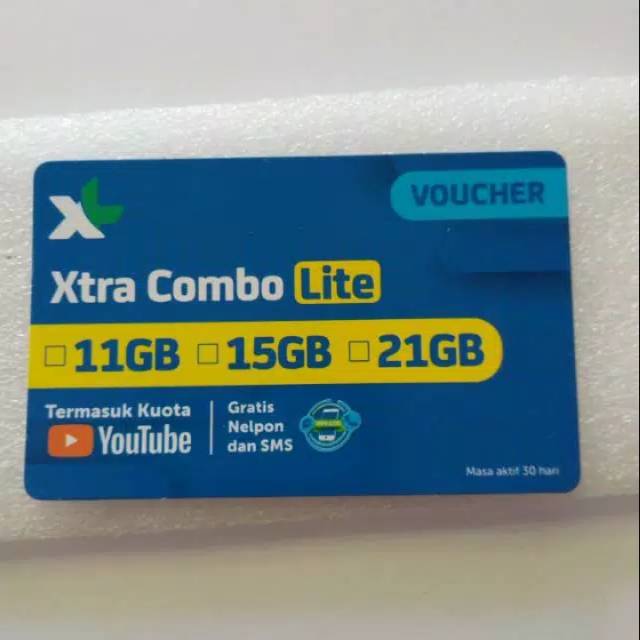 XL
VOUCHER
Xtra Combo Lite
11GB 15GB 21GB
Termasuk Kuota
YouTube
Gratis
Nelpon
dan SMS
Masa aktif 30 hari